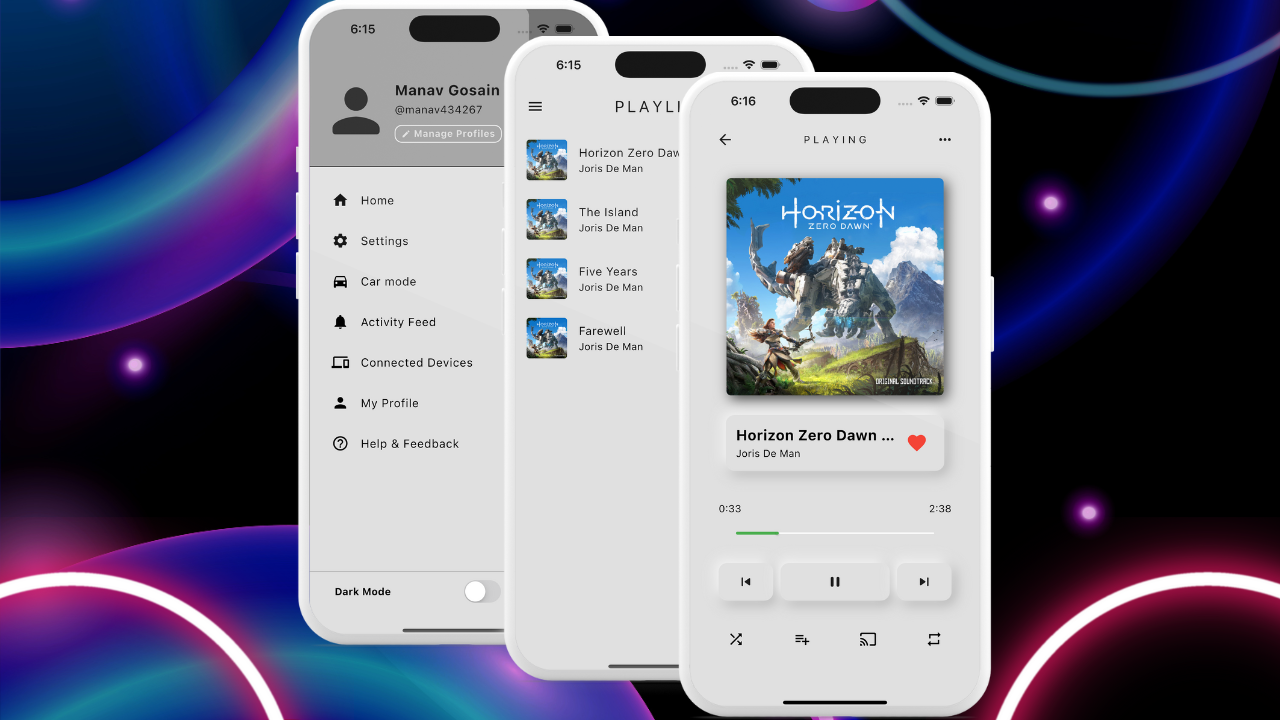 6:15
Manav Gosain
@manav434267
Manage Profiles
Home
Settings
Car mode
Activity Feed
Connected Devices
My Profile
Help & Feedback
Dark Mode
6:15
PLAYLI
Horizon Zero Daw
Joris De Man
The Island
Joris De Man
Five Years
Joris De Man
Farewell
Joris De Man
6:16
PLAYING
HORIZON
ZERO DAWN
ORIGINAL SOUNDTRACK
Horizon Zero Dawn ...
Joris De Man
0:33 2:38